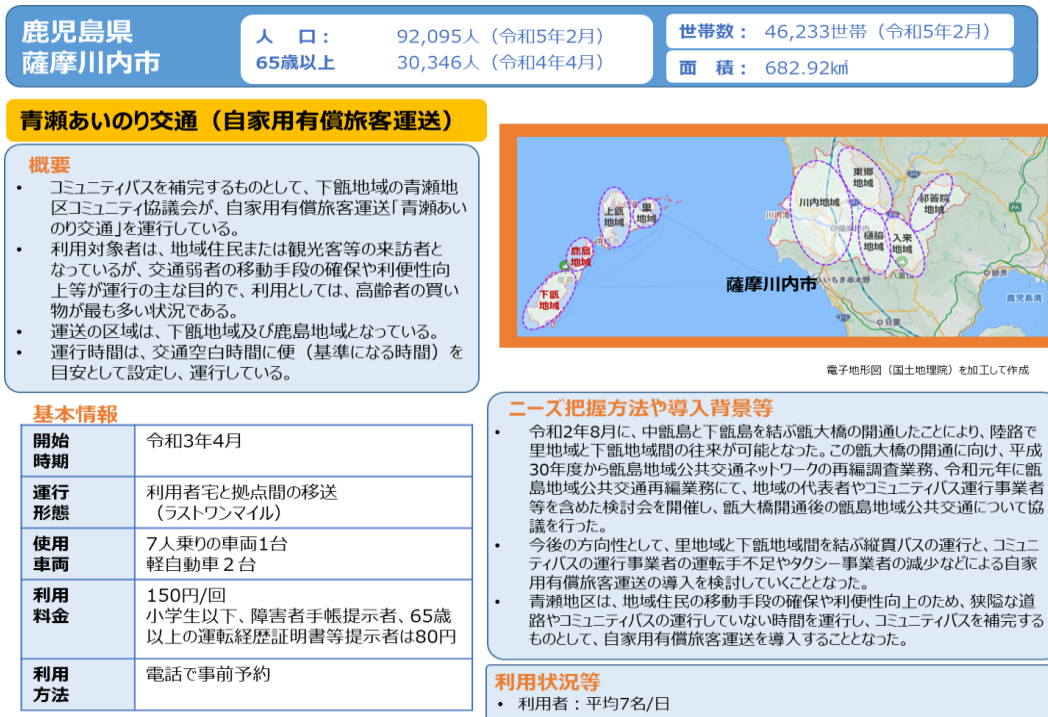 鹿児島県
薩摩川内市
人 口： 92,095人（令和5年2月）
65歳以上 30,346人（令和4年4月）
世帯数： 46,233世帯（令和5年2月）
面 積： 682.92㎢
青瀬あいのり交通（自家用有償旅客運送）
概要
• コミュニティバスを補完するものとして、下甑地域の青瀬地
区コミュニティ協議会が、自家用有償旅客運送「青瀬あい
のり交通」を運行している。
• 利用対象者は、地域住民または観光客等の来訪者と
なっているが、交通弱者の移動手段の確保や利便性向
上等が運行の主な目的で、利用としては、高齢者の買い
物が最も多い状況である。
• 運送の区域は、下甑地域及び鹿島地域となっている。
• 運行時間は、交通空白時間に便（基準になる時間）を
目安として設定し、運行している。
上甑
地域
里
地域
鹿島
地域
下甑
地域
川内地域
東郷
地域
祁答院
地域
樋脇
地域
入来
地域
薩摩川内市
いちき串木野
日置
姶良
鹿児島湾
電子地形図（国土地理院）を加工して作成
基本情報
開始
時期
令和3年4月
運行
形態
利用者宅と拠点間の移送
（ラストワンマイル）
使用
車両
7人乗りの車両1台
軽自動車２台
利用
料金
150円/回
小学生以下、障害者手帳提示者、65歳
以上の運転経歴証明書等提示者は80円
利用
方法
電話で事前予約
ニーズ把握方法や導入背景等
• 令和2年8月に、中甑島と下甑島を結ぶ甑大橋の開通したことにより、陸路で
里地域と下甑地域間の往来が可能となった。この甑大橋の開通に向け、平成
30年度から甑島地域公共交通ネットワークの再編調査業務、令和元年に甑
島地域公共交通再編業務にて、地域の代表者やコミュニティバス運行事業者
等を含めた検討会を開催し、甑大橋開通後の甑島地域公共交通について協
議を行った。
• 今後の方向性として、里地域と下甑地域間を結ぶ縦貫バスの運行と、コミュニ
ティバスの運行事業者の運転手不足やタクシー事業者の減少などによる自家
用有償旅客運送の導入を検討していくこととなった。
• 青瀬地区は、地域住民の移動手段の確保や利便性向上のため、狭隘な道
路やコミュニティバスの運行していない時間を運行し、コミュニティバスを補完する
ものとして、自家用有償旅客運送を導入することとなった。
利用状況等
• 利用者：平均7名/日